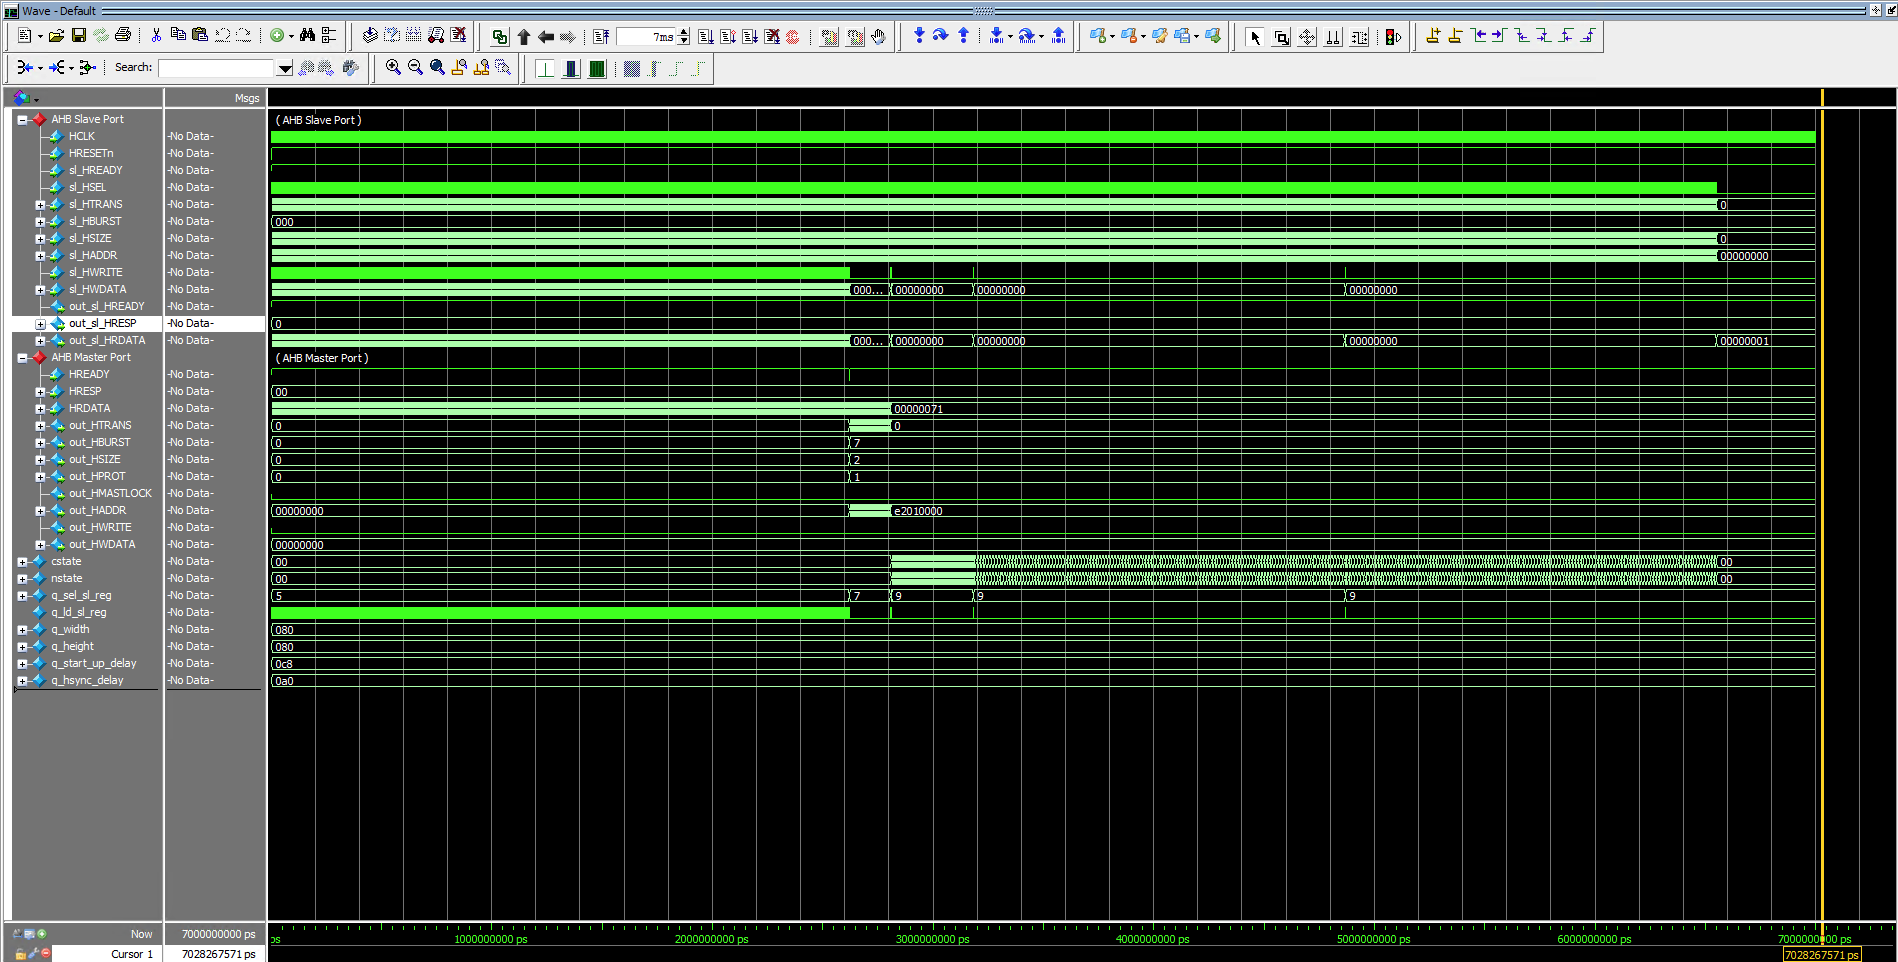 Wave - Default
7ms
Search:
Msgs
AHB Slave Port ( AHB Slave Port )
HCLK -No Data-
HRESETn -No Data-
sl_HREADY -No Data-
sl_HSEL -No Data-
sl_HTRANS -No Data- 0
sl_HBURST -No Data- 000
sl_HSIZE -No Data- 0
sl_HADDR -No Data- 00000000
sl_HWRITE -No Data-
sl_HWDATA -No Data- 000... 00000000 00000000 00000000
out_sl_HREADY -No Data-
out_sl_HRESP -No Data- 0
out_sl_HRDATA -No Data- 000... 00000000 00000000 00000000 00000001
AHB Master Port -No Data- ( AHB Master Port )
HREADY -No Data-
HRESP -No Data- 00
HRDATA -No Data- 00000071
out_HTRANS -No Data- 0 0
out_HBURST -No Data- 0 7
out_HSIZE -No Data- 0 2
out_HPROT -No Data- 0 1
out_HMASTLOCK -No Data-
out_HADDR -No Data- 00000000 e2010000
out_HWRITE -No Data-
out_HWDATA -No Data- 00000000
cstate -No Data- 00 00
nstate -No Data- 00 00
q_sel_sl_reg -No Data- 5 7 9 9 9
q_ld_sl_reg -No Data-
q_width -No Data- 080
q_height -No Data- 080
q_start_up_delay -No Data- 0c8
q_hsync_delay -No Data- 0a0
Now 7000000000 ps ps 1000000000 ps 2000000000 ps 3000000000 ps 4000000000 ps 5000000000 ps 6000000000 ps 7000000000 ps
Cursor 1 7028267571 ps 7028267571 ps